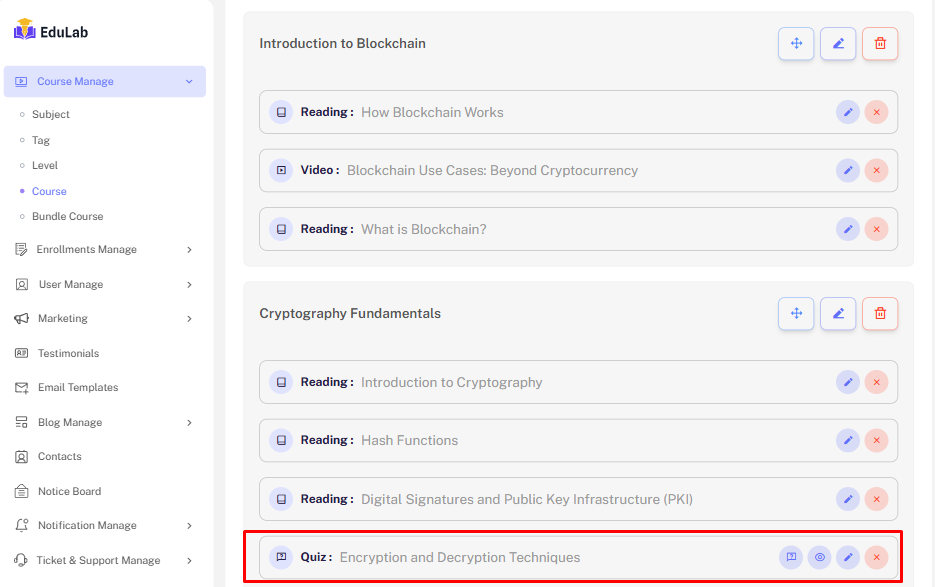 EduLab
Course Manage
Subject
Tag
Level
Course
Bundle Course
Enrollments Manage
User Manage
Marketing
Testimonials
Email Templates
Blog Manage
Contacts
Notice Board
Notification Manage
Ticket & Support Manage
Introduction to Blockchain
Reading : How Blockchain Works
Video : Blockchain Use Cases: Beyond Cryptocurrency
Reading : What is Blockchain?
Cryptography Fundamentals
Reading : Introduction to Cryptography
Reading : Hash Functions
Reading : Digital Signatures and Public Key Infrastructure (PKI)
Quiz : Encryption and Decryption Techniques